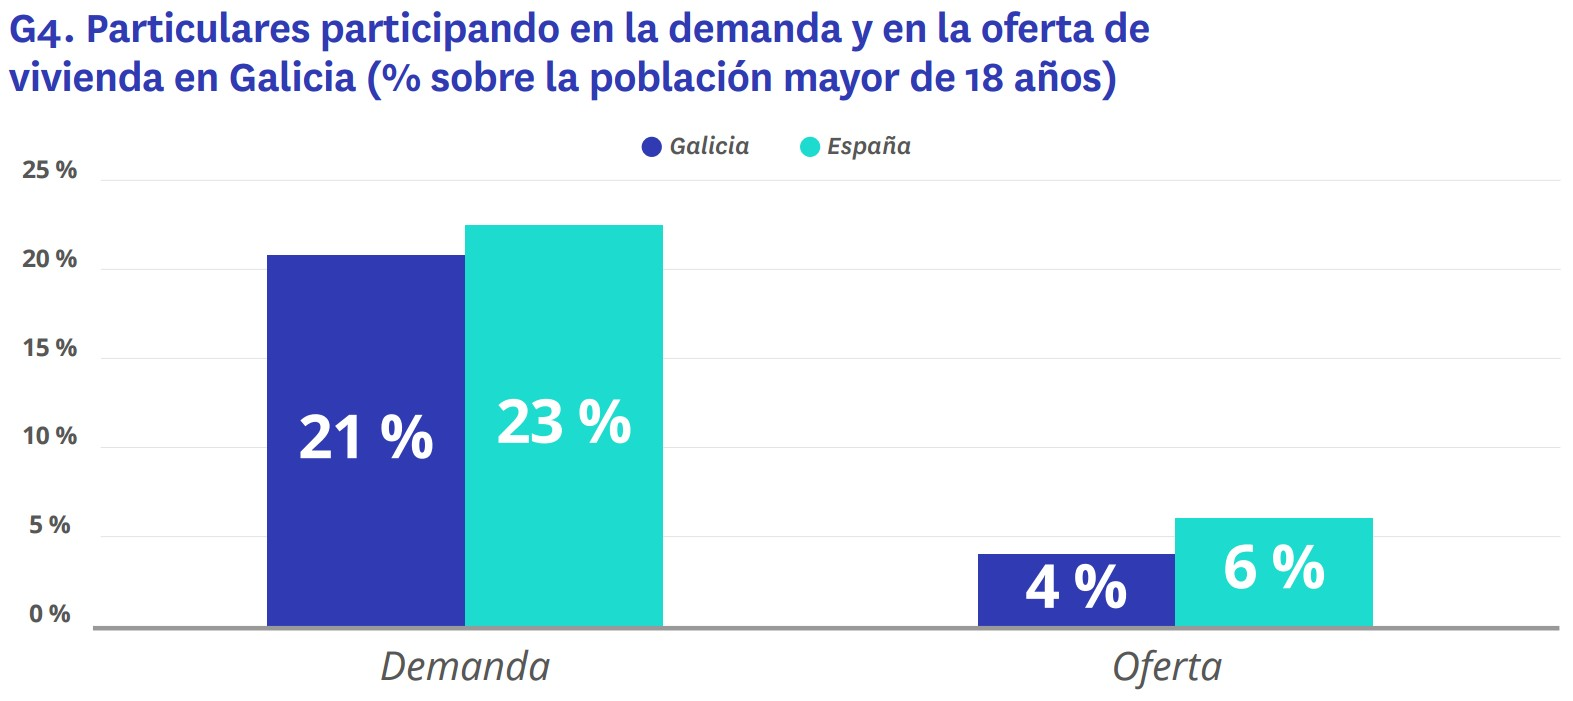 G4. Particulares participando en la demanda y en la oferta de
vivienda en Galicia (% sobre la población mayor de 18 años)
Galicia España
25 %
20 %
15 %
10 %
5 %
0 %
21 %
23 %
4 %
6 %
Demanda Oferta